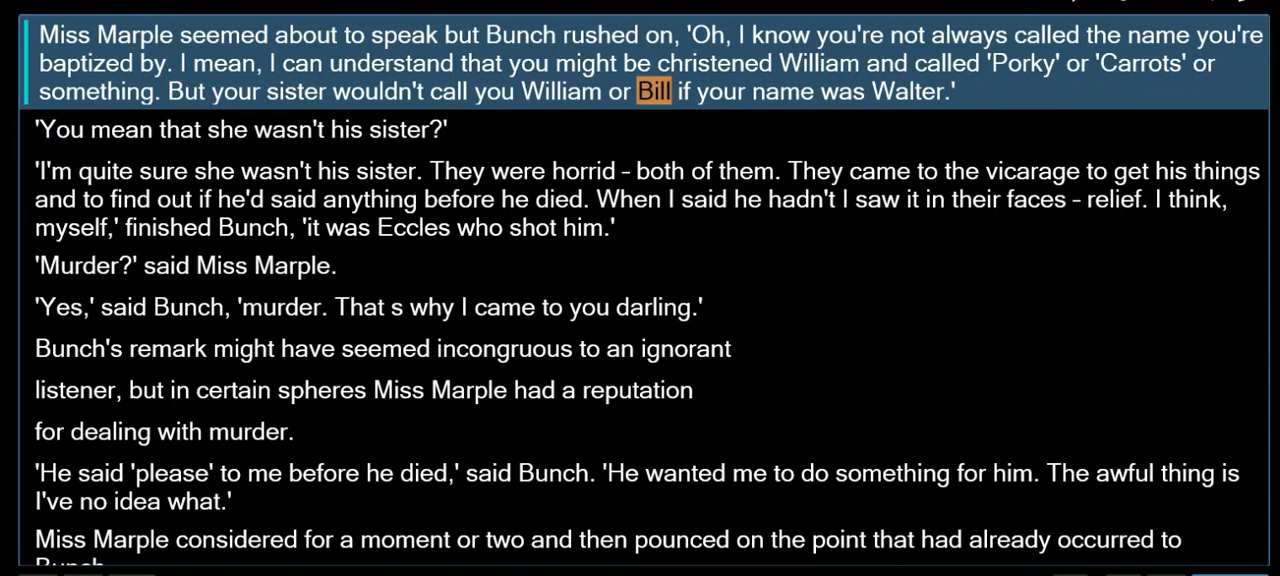 Miss Marple seemed about to speak but Bunch rushed on, 'Oh, I know you're not always called the name you're
baptized by. I mean, I can understand that you might be christened William and called 'Porky' or 'Carrots' or
something. But your sister wouldn't call you William or Bill if your name was Walter.'
'You mean that she wasn't his sister?'
'I'm quite sure she wasn't his sister. They were horrid – both of them. They came to the vicarage to get his things
and to find out if he'd said anything before he died. When I said he hadn't I saw it in their faces – relief. I think,
myself,' finished Bunch, 'it was Eccles who shot him.'
'Murder?' said Miss Marple.
'Yes,' said Bunch, 'murder. That s why I came to you darling.'
Bunch's remark might have seemed incongruous to an ignorant
listener, but in certain spheres Miss Marple had a reputation
for dealing with murder.
'He said 'please' to me before he died,' said Bunch. 'He wanted me to do something for him. The awful thing is
I've no idea what.'
Miss Marple considered for a moment or two and then pounced on the point that had already occurred to
Bunch.